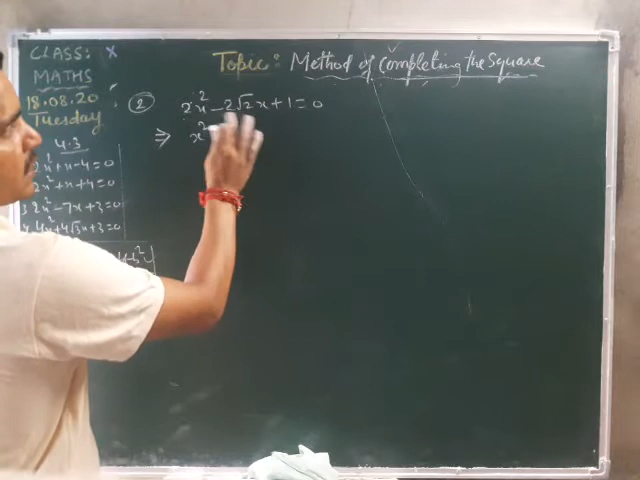 CLASS: X
MATHS
18.08.20
Tuesday
4.3
2x²+x-4=0
2x²+x+4=0
3 2x²-7x+3=0
4x²+4√3x+3=0
Topic: Method of Completing the Square
② 2x²-2√2x+1=0
⇒ x²